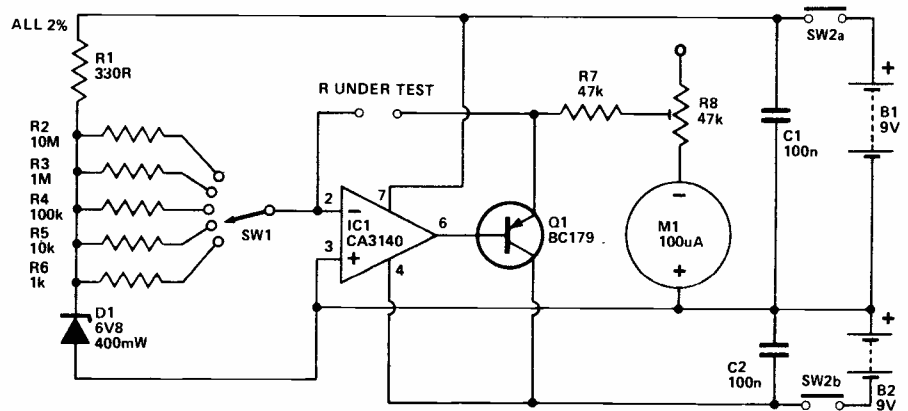 ALL 2%
R1
330R
SW2a
R UNDER TEST
R7
47k
R8
47k
+
B1
9V
R2
10M
R3
1M
R4
100k
R5
10k
R6
1k
C1
100n
SW1
2
7
−
IC1
CA3140
3
+
4
6
Q1
BC179
−
M1
100uA
+
D1
6V8
400mW
C2
100n
SW2b
+
B2
9V